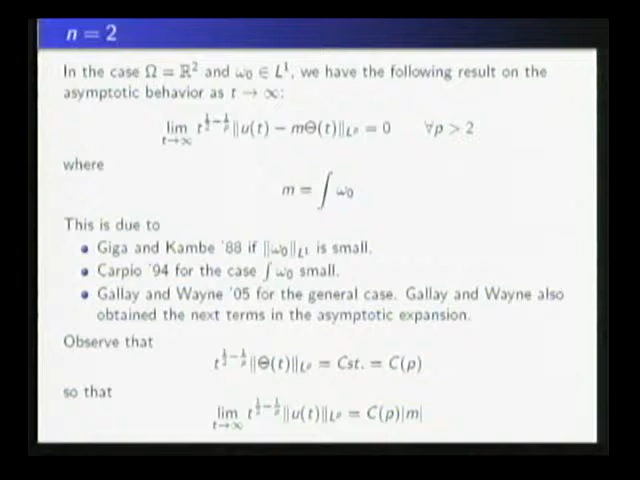 n = 2
In the case Ω = ℝ² and ω₀ ∈ L¹, we have the following result on the
asymptotic behavior as t → ∞:
lim_{t→∞} t^{1/2 − 1/p} ‖u(t) − mΘ(t)‖_{L^p} = 0 ∀p > 2
where
m = ∫ ω₀
This is due to
• Giga and Kambe '88 if ‖ω₀‖_{L¹} is small.
• Carpio '94 for the case ∫ ω₀ small.
• Gallay and Wayne '05 for the general case. Gallay and Wayne also
obtained the next terms in the asymptotic expansion.
Observe that
t^{1/2 − 1/p} ‖Θ(t)‖_{L^p} = Cst. = C(p)
so that
lim_{t→∞} t^{1/2 − 1/p} ‖u(t)‖_{L^p} = C(p)|m|